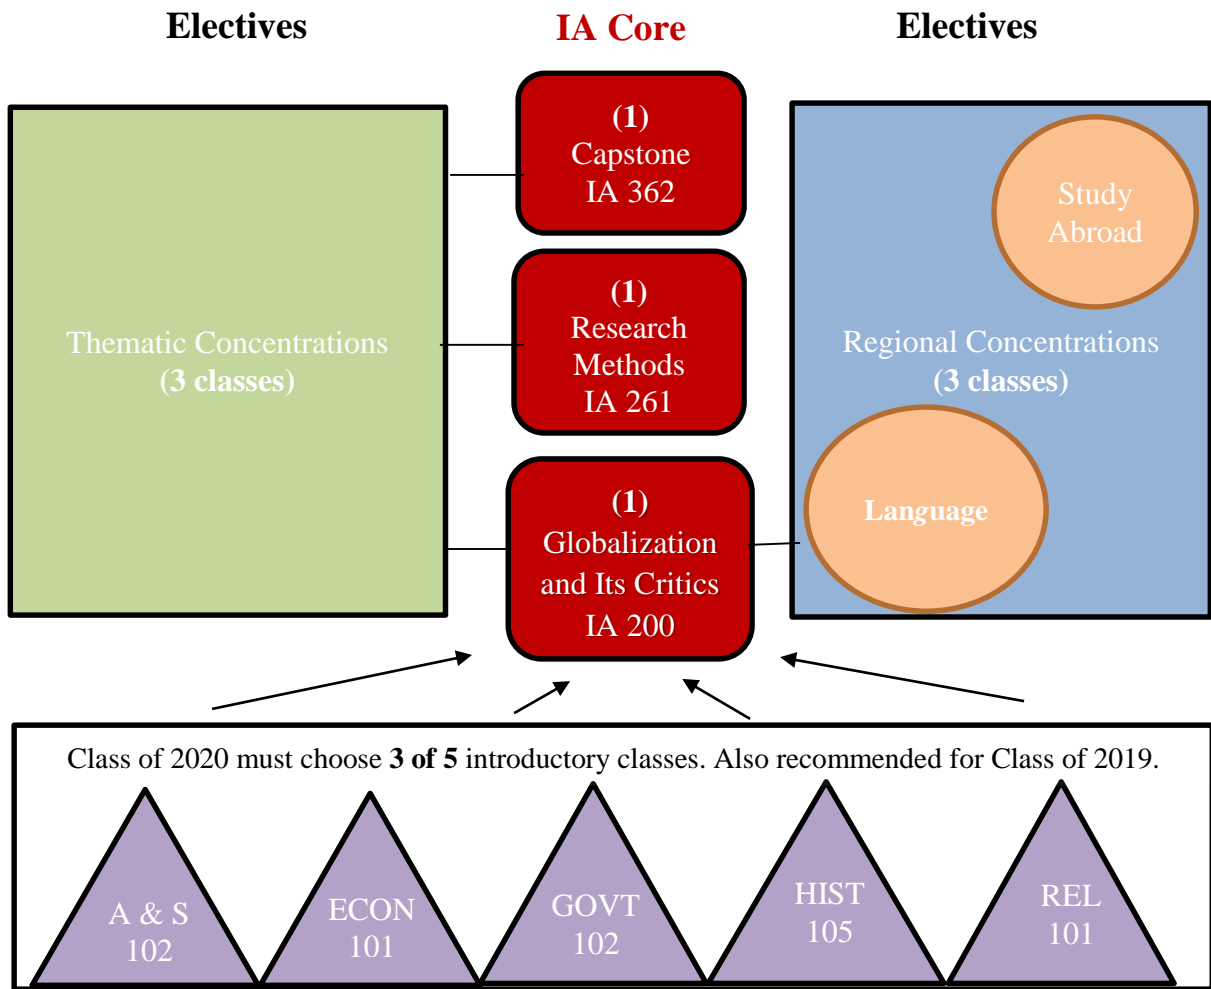 Electives
IA Core
Electives
(1)
Capstone
IA 362
Study
Abroad
(1)
Research
Methods
IA 261
Thematic Concentrations
(3 classes)
Regional Concentrations
(3 classes)
(1)
Globalization
and Its Critics
IA 200
Language
Class of 2020 must choose 3 of 5 introductory classes. Also recommended for Class of 2019.
A & S
102
ECON
101
GOVT
102
HIST
105
REL
101